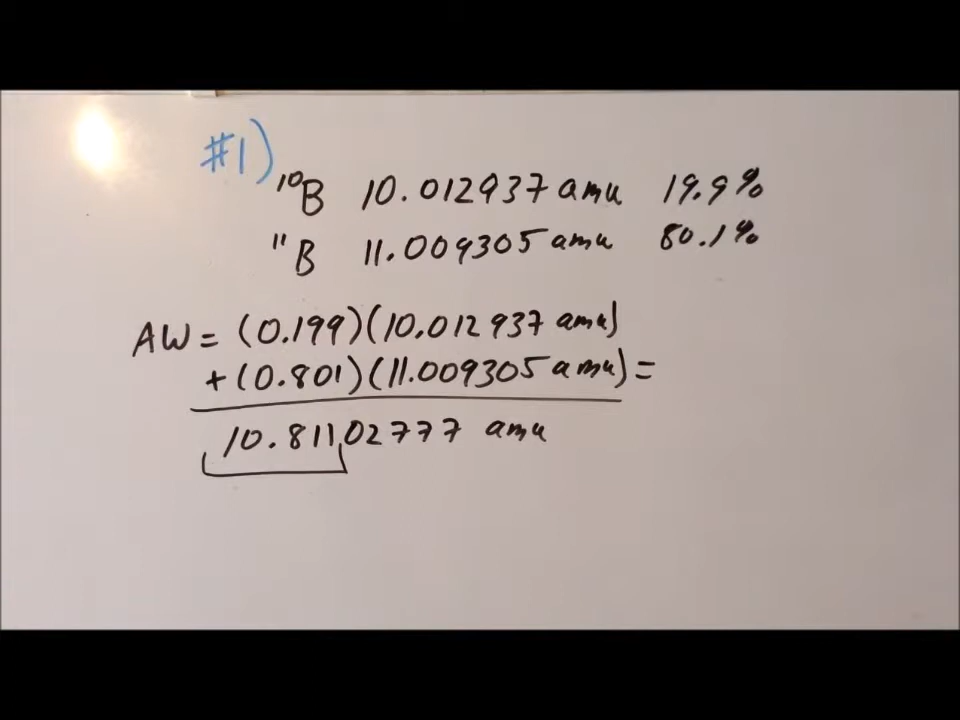 #1)
¹⁰B 10.012937 amu 19.9%
¹¹B 11.009305 amu 80.1%
AW = (0.199)(10.012937 amu)
+ (0.801)(11.009305 amu) =
10.81102777 amu